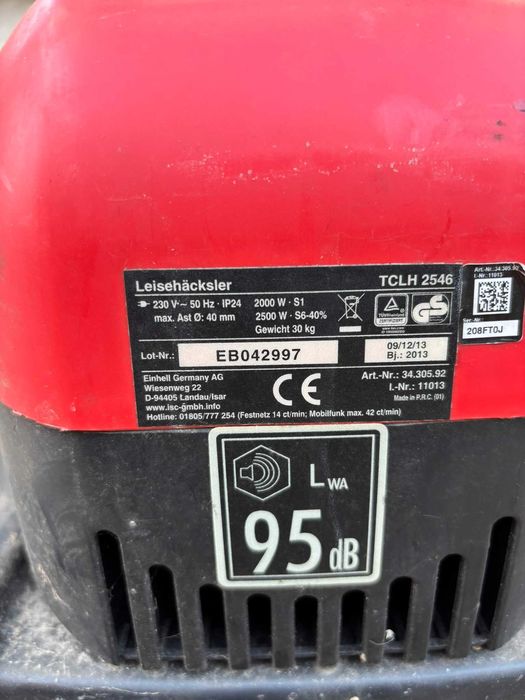 Leisehäcksler TCLH 2546
230 V~ 50 Hz · IP24 2000 W · S1
max. Ast Ø: 40 mm 2500 W · S6-40%
Gewicht 30 kg
TÜVRheinland
ZERTIFIZIERT
GS
Art.-Nr.: 34.305.92
I.-Nr.: 11013
Ser.-Nr.:
208FT0J
Lot-Nr.: EB042997 09/12/13
Bj.: 2013
Einhell Germany AG
Wiesenweg 22
D-94405 Landau/Isar
www.isc-gmbh.info
Hotline: 01805/777 254 (Festnetz 14 ct/min; Mobilfunk max. 42 ct/min)
CE
Art.-Nr.: 34.305.92
I.-Nr.: 11013
Made in P.R.C. (01)
LWA
95 dB